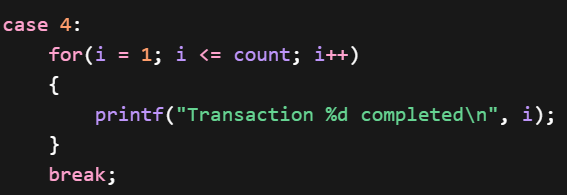 case 4:
    for(i = 1; i <= count; i++)
    {
        printf("Transaction %d completed\n", i);
    }
    break;